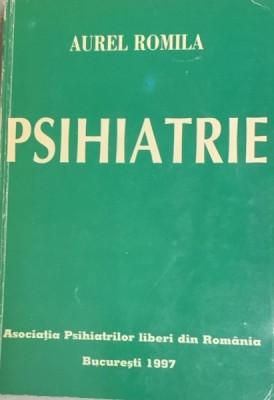 AUREL ROMILA
PSIHIATRIE
Asociația Psihiatrilor liberi din România
București 1997